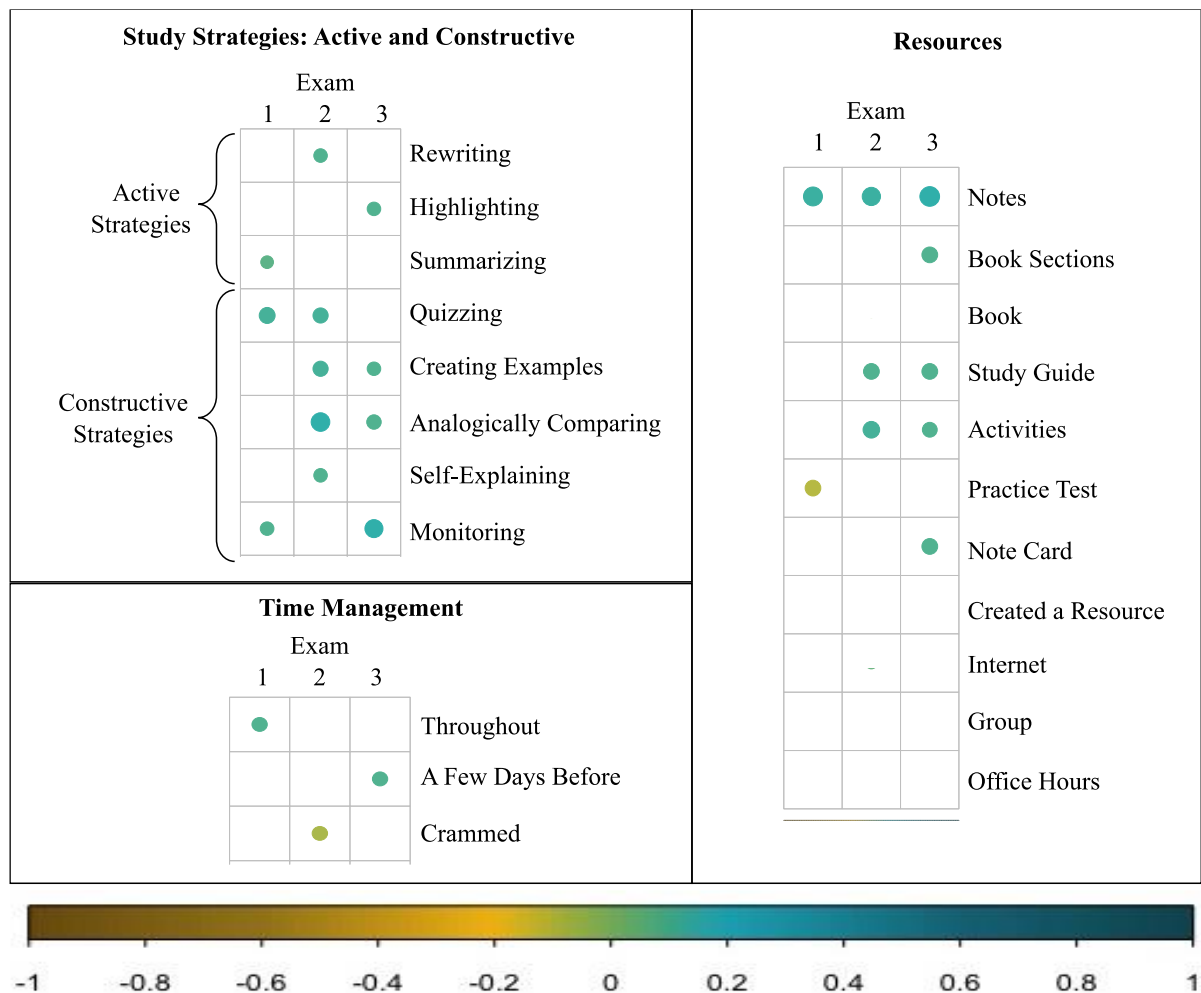 Study Strategies: Active and Constructive
Exam
1 2 3
Active
Strategies
Rewriting
Highlighting
Summarizing
Constructive
Strategies
Quizzing
Creating Examples
Analogically Comparing
Self-Explaining
Monitoring
Time Management
Exam
1 2 3
Throughout
A Few Days Before
Crammed
Resources
Exam
1 2 3
Notes
Book Sections
Book
Study Guide
Activities
Practice Test
Note Card
Created a Resource
Internet
Group
Office Hours
-1 -0.8 -0.6 -0.4 -0.2 0 0.2 0.4 0.6 0.8 1